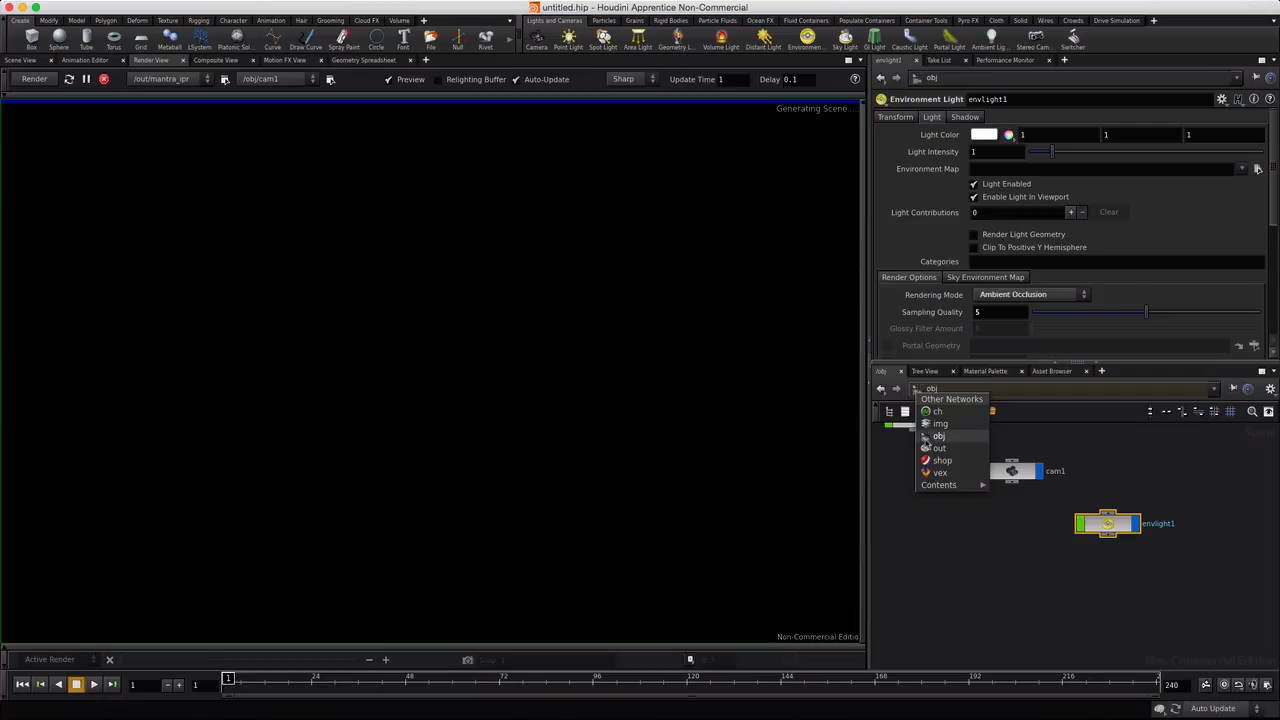 untitled.hip - Houdini Apprentice Non-Commercial
Create Modify Model Polygon Deform Texture Rigging Character Animation Hair Grooming Cloud FX Volume
Lights and Cameras Particles Grains Rigid Bodies Particle Fluids Ocean FX Fluid Containers Populate Containers Container Tools Pyro FX Cloth Solid Wires Crowds Drive Simulation
Box Sphere Tube Torus Grid Metaball LSystem Platonic Sol... Curve Draw Curve Spray Paint Circle Font File Null Rivet
Camera Point Light Spot Light Area Light Geometry L... Volume Light Distant Light Environmen... Sky Light GI Light Caustic Light Portal Light Ambient Lig... Stereo Cam... Switcher
Scene View Animation Editor Render View Composite View Motion FX View Geometry Spreadsheet
envlight1 Take List Performance Monitor
Render /out/mantra_ipr /obj/cam1 Preview Relighting Buffer Auto-Update Sharp Update Time 1 Delay 0.1
obj
Environment Light envlight1
Generating Scene....
Transform Light Shadow
Light Color 1 1 1
Light Intensity 1
Environment Map
Light Enabled
Enable Light In Viewport
Light Contributions 0 Clear
Render Light Geometry
Clip To Positive Y Hemisphere
Categories
Render Options Sky Environment Map
Rendering Mode Ambient Occlusion
Sampling Quality 5
Glossy Filter Amount
Portal Geometry
/obj Tree View Material Palette Asset Browser
obj
Other Networks
ch
img
obj
out
shop
vex
Contents
cam1
envlight1
Non-Commercial Editio
Active Render
1 24 48 72 96 120 144 168 192 216 2
1 1 240
Auto Update